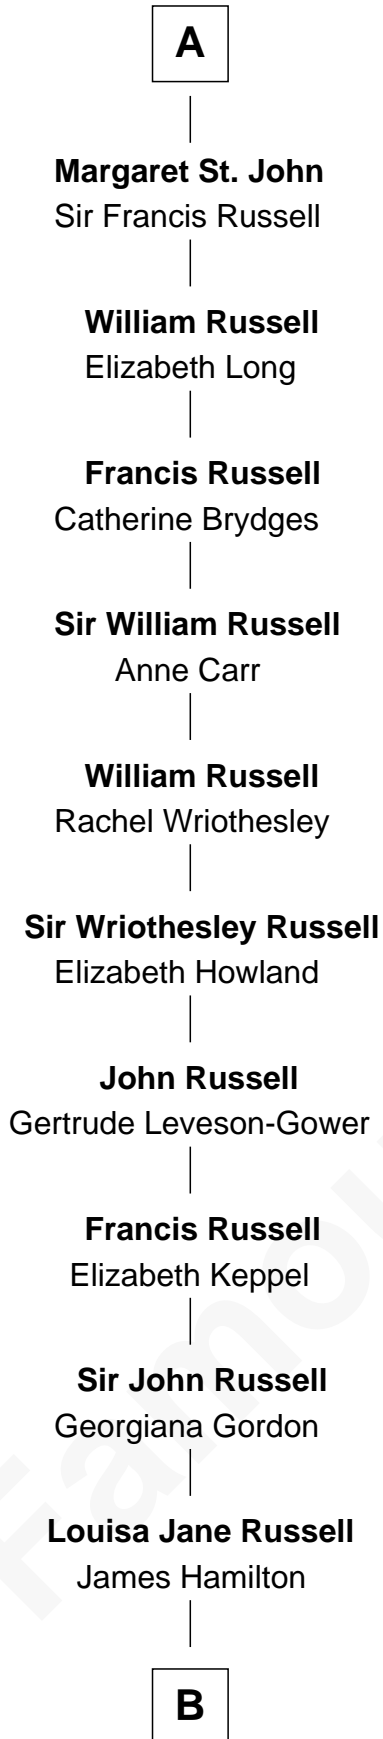 A
Margaret St. John
Sir Francis Russell
William Russell
Elizabeth Long
Francis Russell
Catherine Brydges
Sir William Russell
Anne Carr
William Russell
Rachel Wriothesley
Sir Wriothesley Russell
Elizabeth Howland
John Russell
Gertrude Leveson-Gower
Francis Russell
Elizabeth Keppel
Sir John Russell
Georgiana Gordon
Louisa Jane Russell
James Hamilton
B